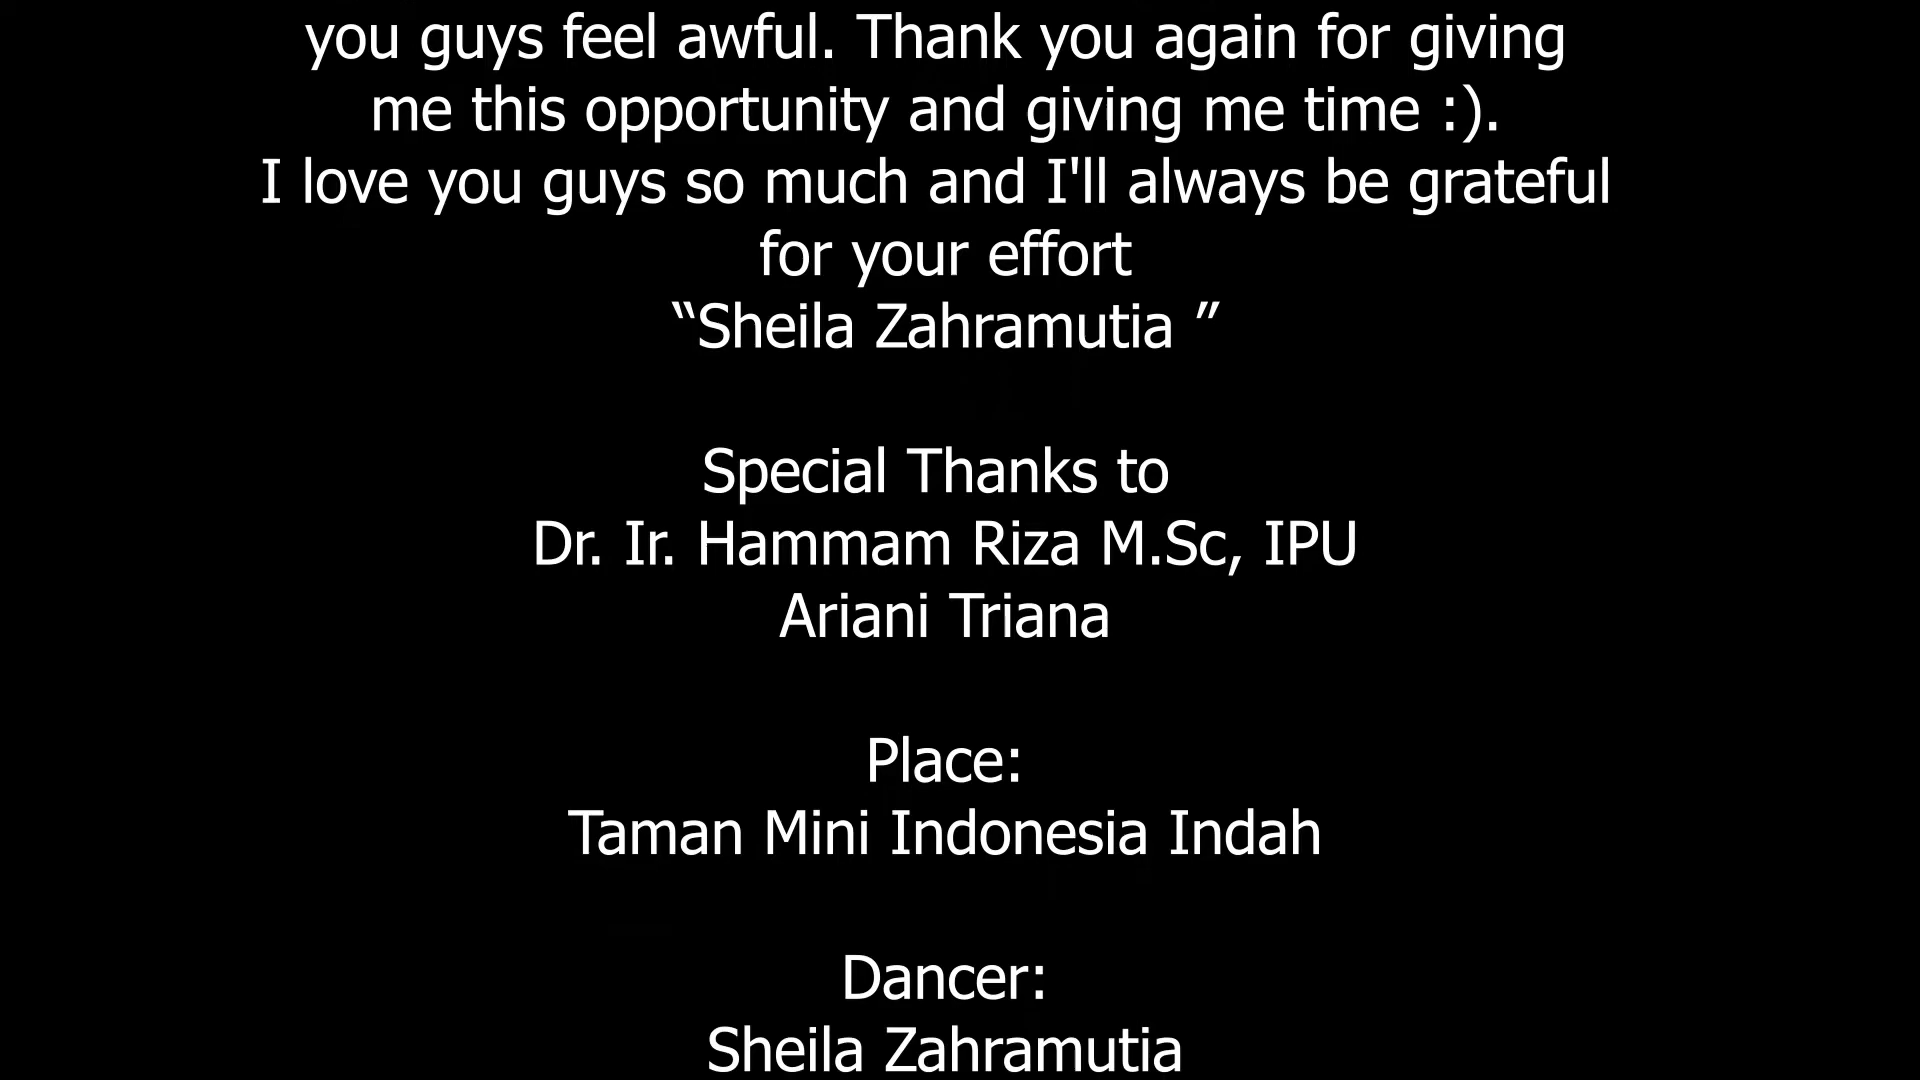 you guys feel awful. Thank you again for giving
me this opportunity and giving me time :).
I love you guys so much and I'll always be grateful
for your effort
“Sheila Zahramutia ”
Special Thanks to
Dr. Ir. Hammam Riza M.Sc, IPU
Ariani Triana
Place:
Taman Mini Indonesia Indah
Dancer:
Sheila Zahramutia